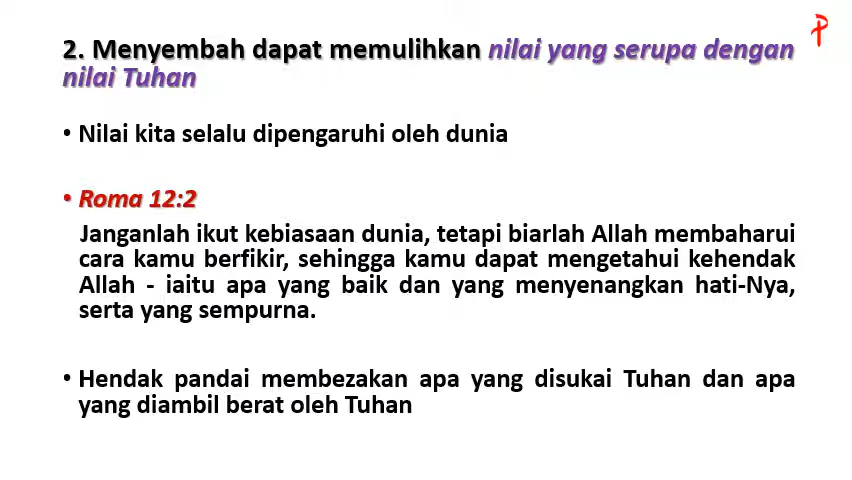 2. Menyembah dapat memulihkan nilai yang serupa dengan
nilai Tuhan
• Nilai kita selalu dipengaruhi oleh dunia
• Roma 12:2
Janganlah ikut kebiasaan dunia, tetapi biarlah Allah membaharui
cara kamu berfikir, sehingga kamu dapat mengetahui kehendak
Allah - iaitu apa yang baik dan yang menyenangkan hati-Nya,
serta yang sempurna.
• Hendak pandai membezakan apa yang disukai Tuhan dan apa
yang diambil berat oleh Tuhan